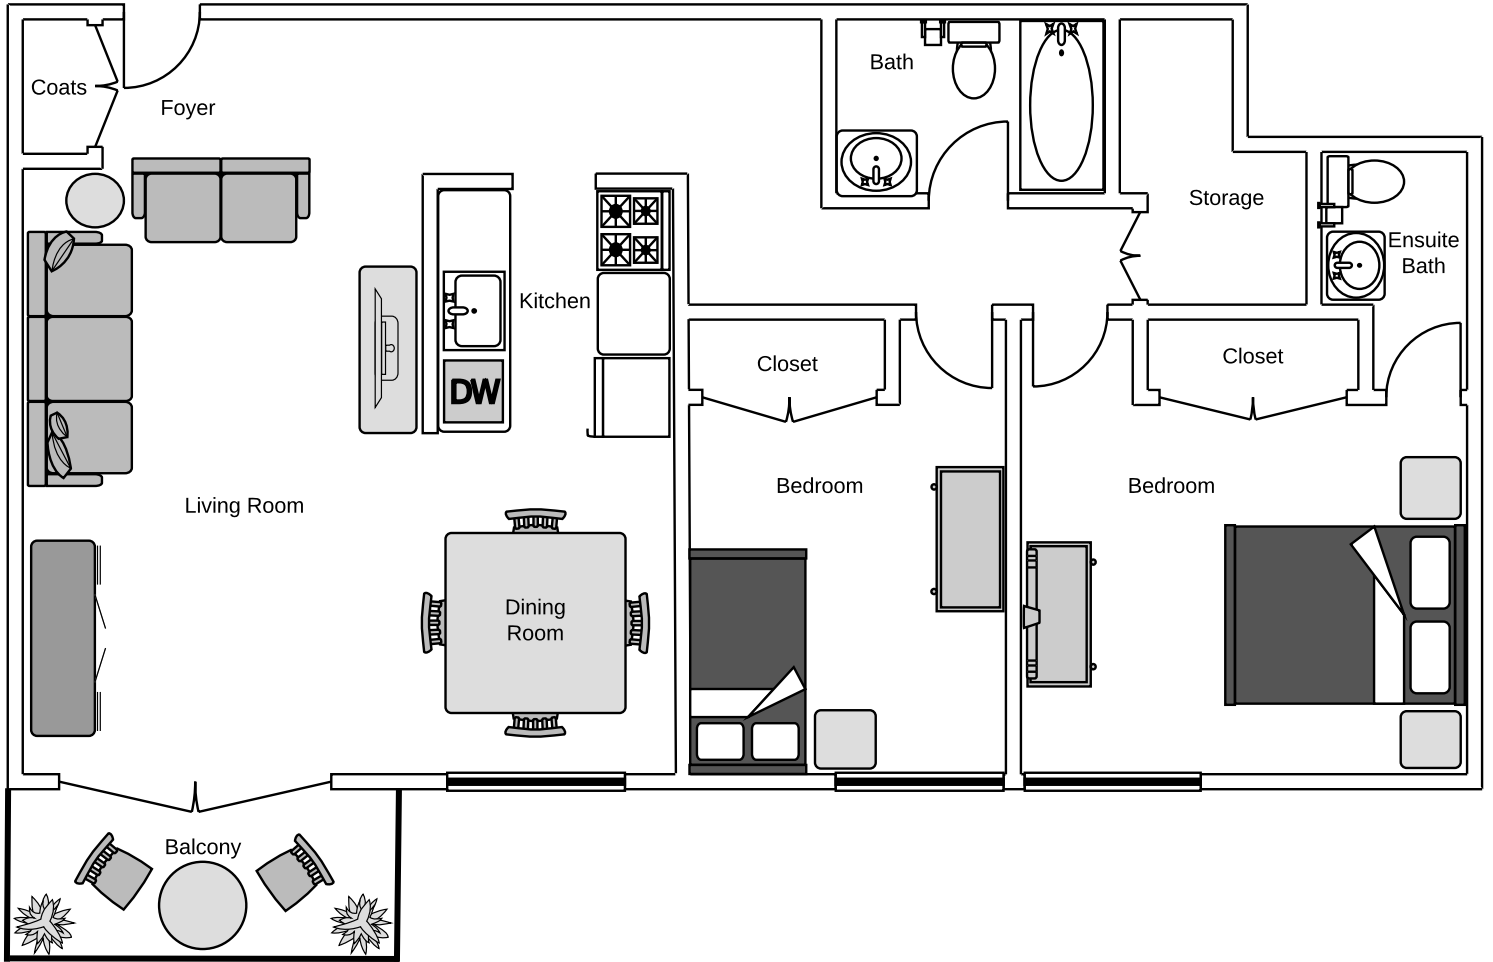 Coats
Foyer
Bath
Storage
Ensuite
Bath
Kitchen
DW
Closet
Closet
Living Room
Bedroom
Bedroom
Dining
Room
Balcony